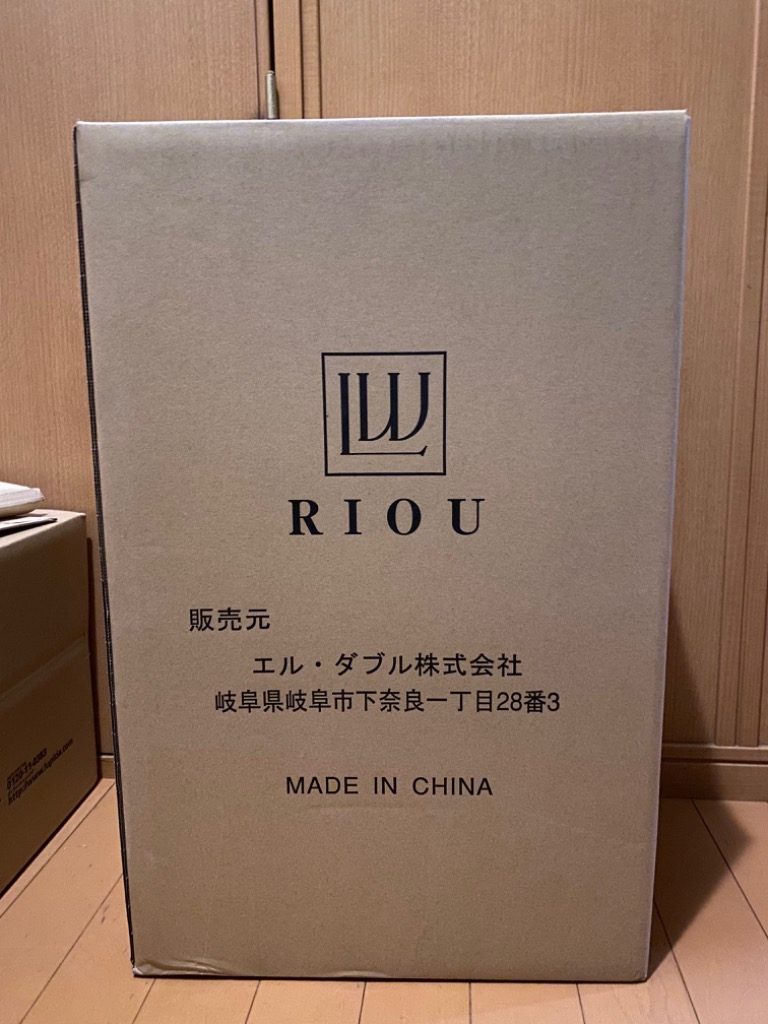 LW
RIOU
販売元
エル・ダブル株式会社
岐阜県岐阜市下奈良一丁目28番3
MADE IN CHINA